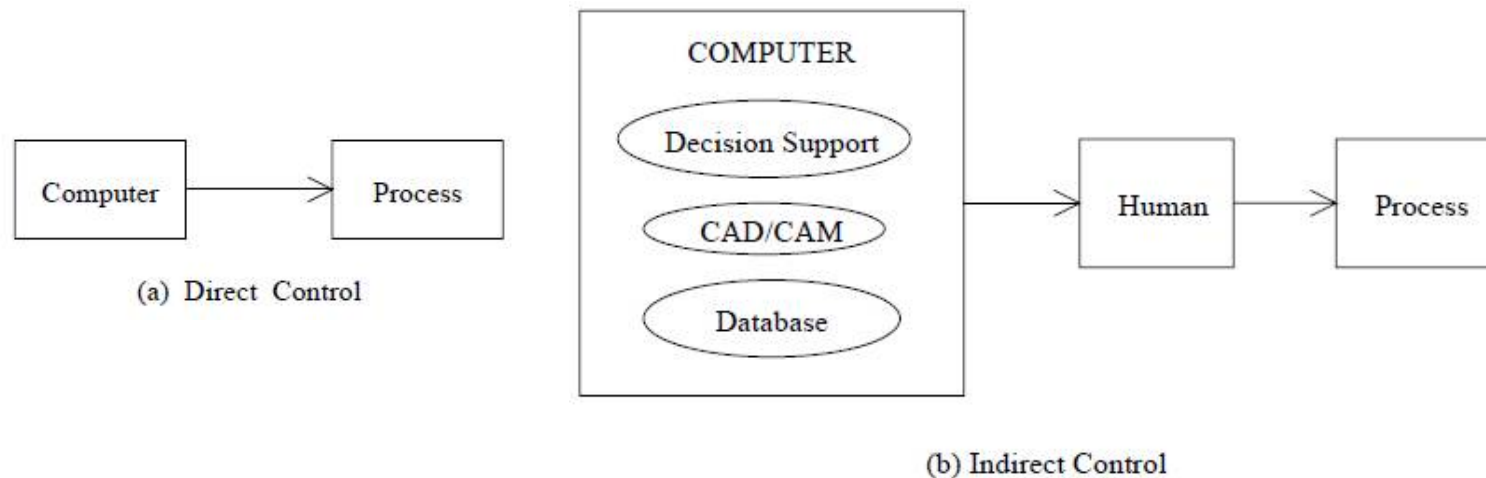 Computer
Process
(a) Direct Control
COMPUTER
Decision Support
CAD/CAM
Database
Human
Process
(b) Indirect Control